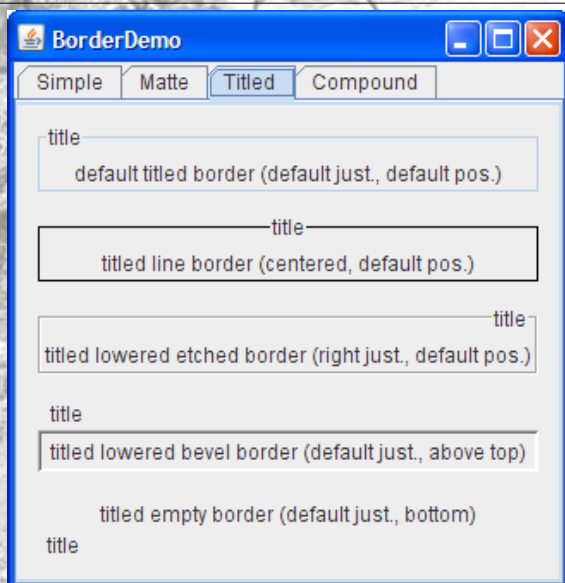 BorderDemo
Simple Matte Titled Compound
title
default titled border (default just., default pos.)
title
titled line border (centered, default pos.)
title
titled lowered etched border (right just., default pos.)
title
titled lowered bevel border (default just., above top)
titled empty border (default just., bottom)
title